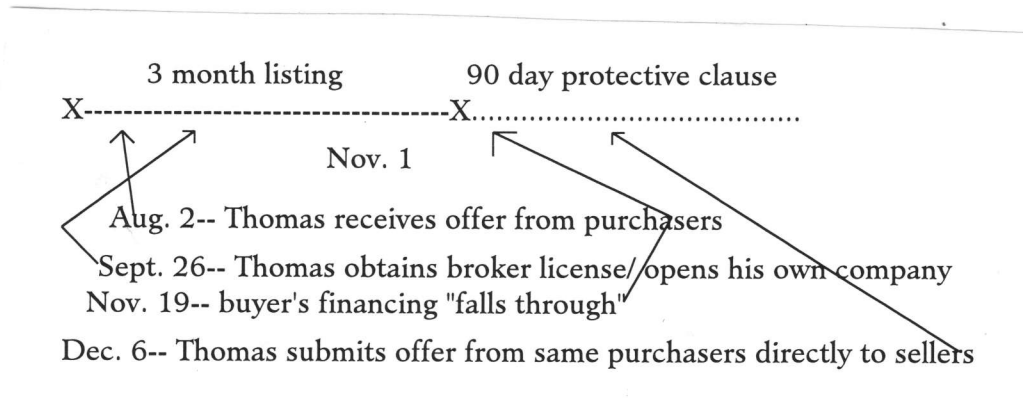 3 month listing 90 day protective clause
X--------------------------------------X.......................................
Nov. 1
Aug. 2-- Thomas receives offer from purchasers
Sept. 26-- Thomas obtains broker license/opens his own company
Nov. 19-- buyer's financing "falls through"
Dec. 6-- Thomas submits offer from same purchasers directly to sellers